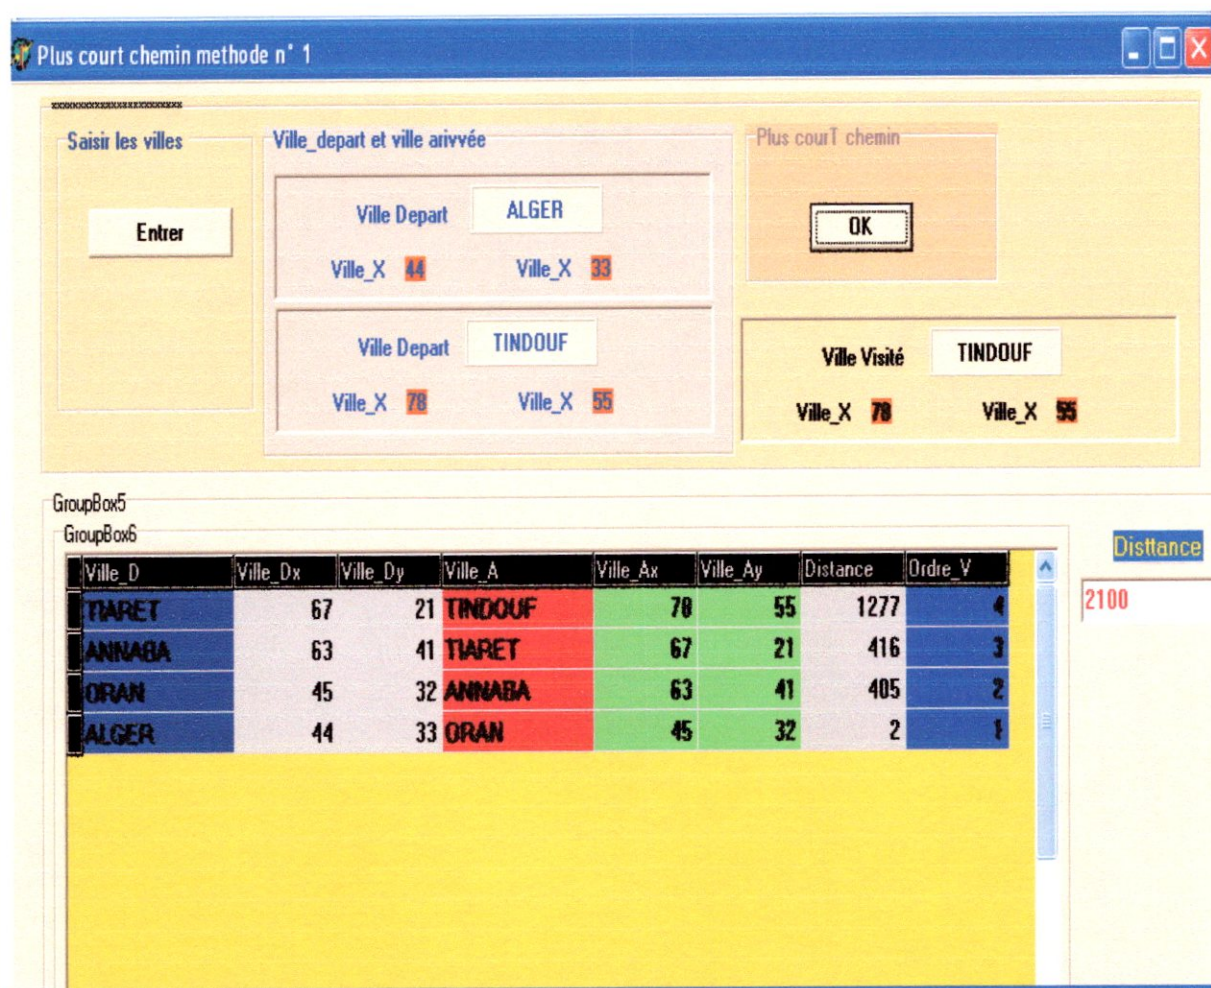 Plus court chemin methode n° 1
xxxxxxxxxxxxxxxxxxxxxxx
Saisir les villes
Entrer
Ville_depart et ville arivvée
Ville Depart ALGER
Ville_X 44 Ville_X 33
Ville Depart TINDOUF
Ville_X 78 Ville_X 55
Plus courT chemin
OK
Ville Visité TINDOUF
Ville_X 78 Ville_X 55
GroupBox5
GroupBox6
Ville_D Ville_Dx Ville_Dy Ville_A Ville_Ax Ville_Ay Distance Ordre_V
TIARET 67 21 TINDOUF 78 55 1277 4
ANNABA 63 41 TIARET 67 21 416 3
ORAN 45 32 ANNABA 63 41 405 2
ALGER 44 33 ORAN 45 32 2 1
Disttance
2100